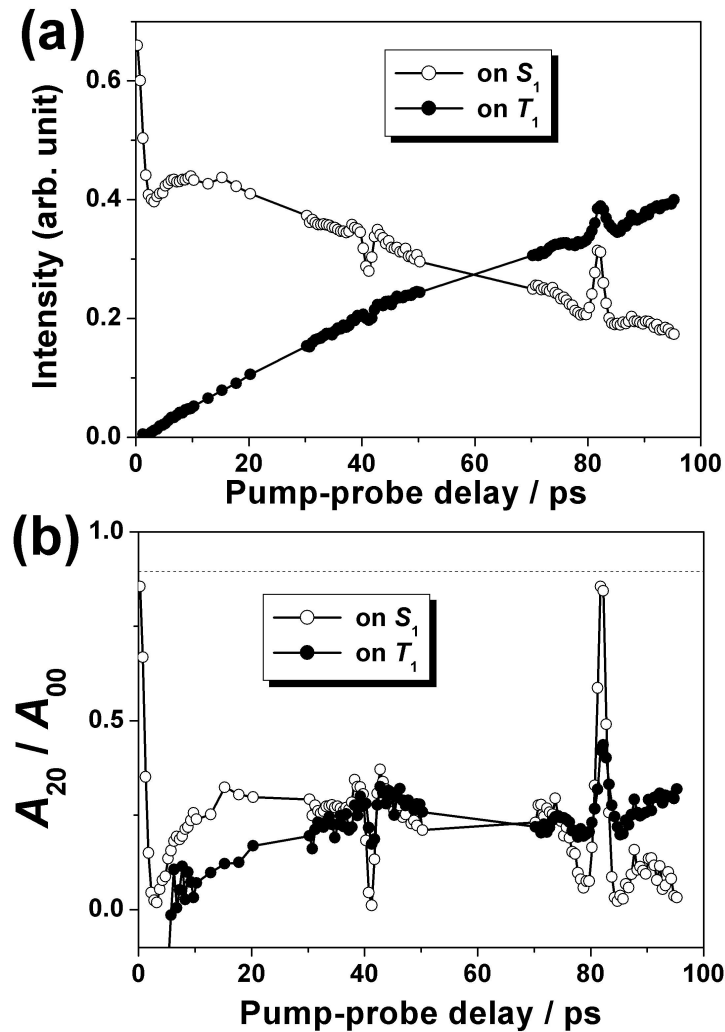 (a)
0.6
0.4
0.2
0.0
Intensity (arb. unit)
on S₁
on T₁
0 20 40 60 80 100
Pump-probe delay / ps
(b)
1.0
0.5
0.0
A₂₀ / A₀₀
on S₁
on T₁
0 20 40 60 80 100
Pump-probe delay / ps